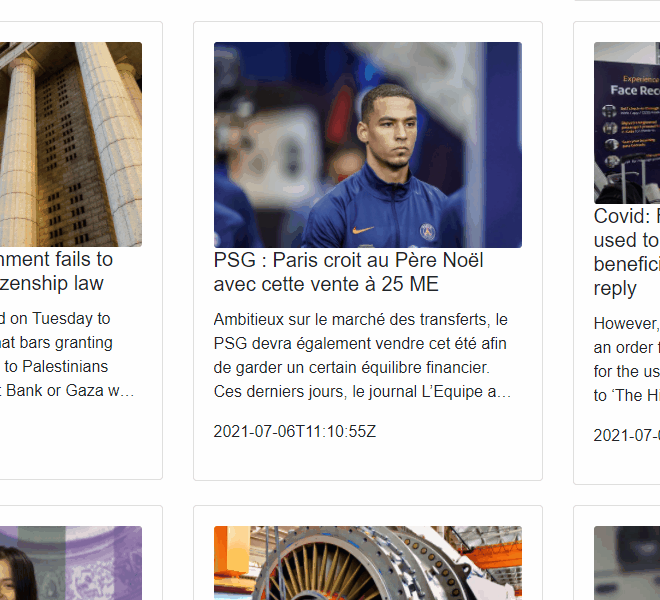 nment fails to
zenship law
d on Tuesday to
nat bars granting
to Palestinians
t Bank or Gaza w...
PSG : Paris croit au Père Noël
avec cette vente à 25 ME
Ambitieux sur le marché des transferts, le
PSG devra également vendre cet été afin
de garder un certain équilibre financier.
Ces derniers jours, le journal L'Equipe a...
2021-07-06T11:10:55Z
Experience
Face Rec
Covid: F
used to
benefici
reply
However,
an order f
for the us
to ‘The Hi
2021-07-0